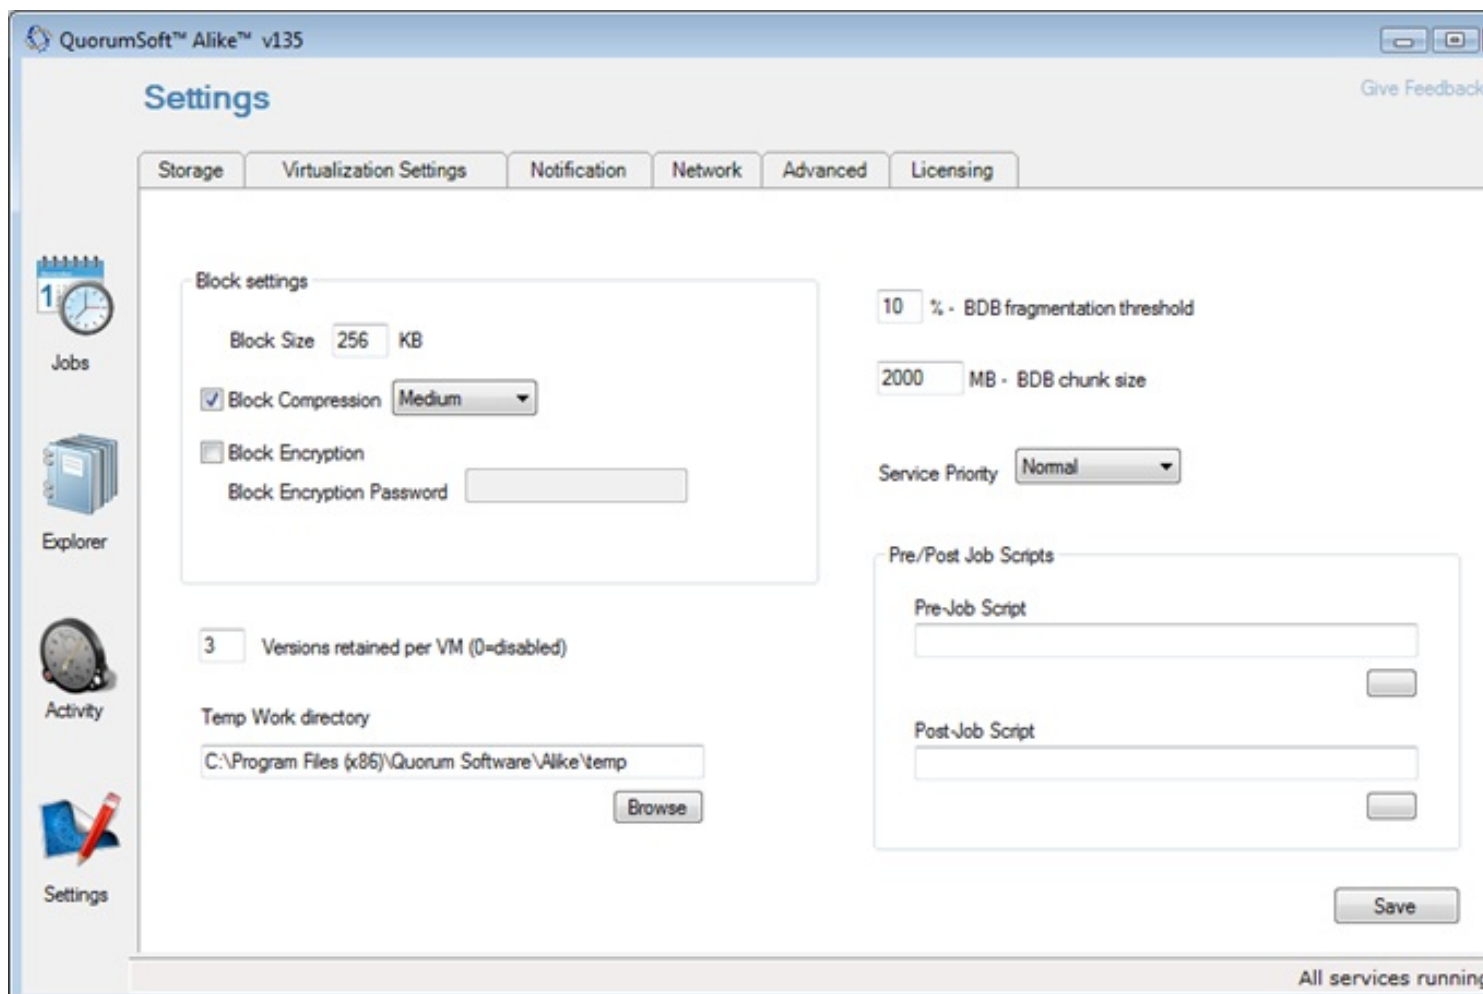 QuorumSoft™ Alike™ v135
Settings
Give Feedback
Storage
Virtualization Settings
Notification
Network
Advanced
Licensing
Jobs
Explorer
Activity
Settings
Block settings
Block Size 256 KB
Block Compression Medium
Block Encryption
Block Encryption Password
3 Versions retained per VM (0=disabled)
Temp Work directory
C:\Program Files (x86)\Quorum Software\Alike\temp
Browse
10 % - BDB fragmentation threshold
2000 MB - BDB chunk size
Service Priority Normal
Pre/Post Job Scripts
Pre-Job Script
Post-Job Script
Save
All services running